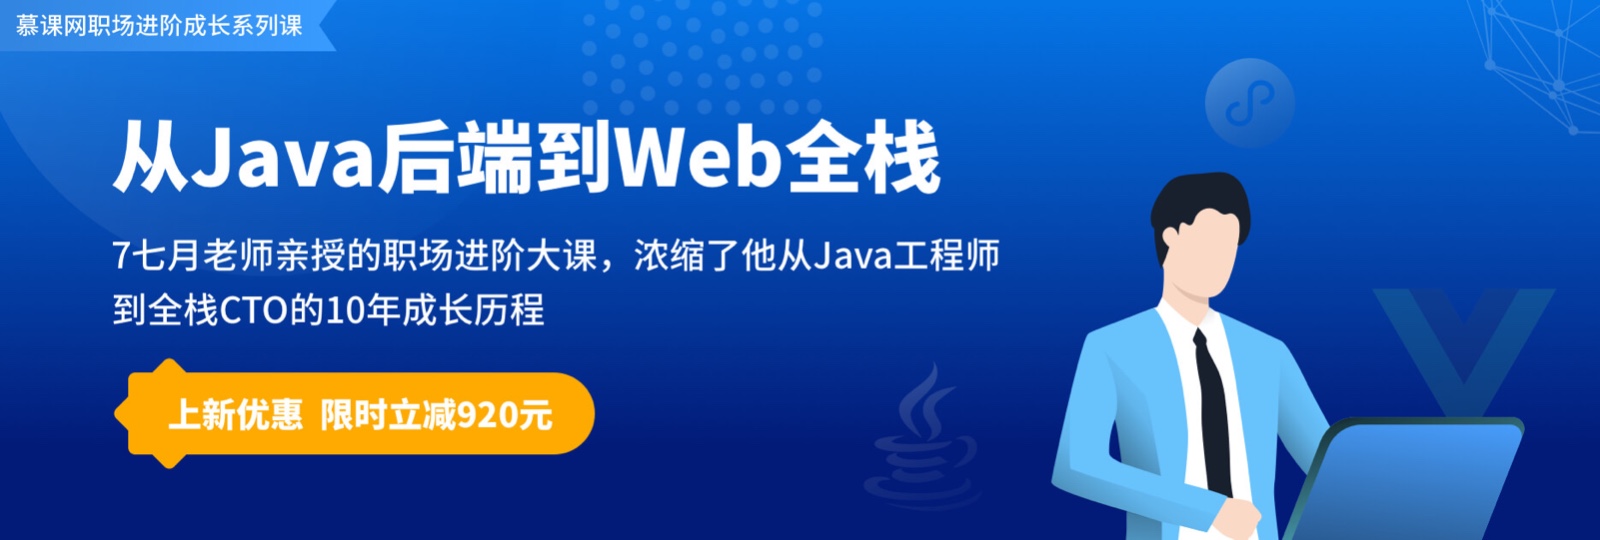 慕课网职场进阶成长系列课
从Java后端到Web全栈
7七月老师亲授的职场进阶大课，浓缩了他从Java工程师
到全栈CTO的10年成长历程
上新优惠 限时立减920元